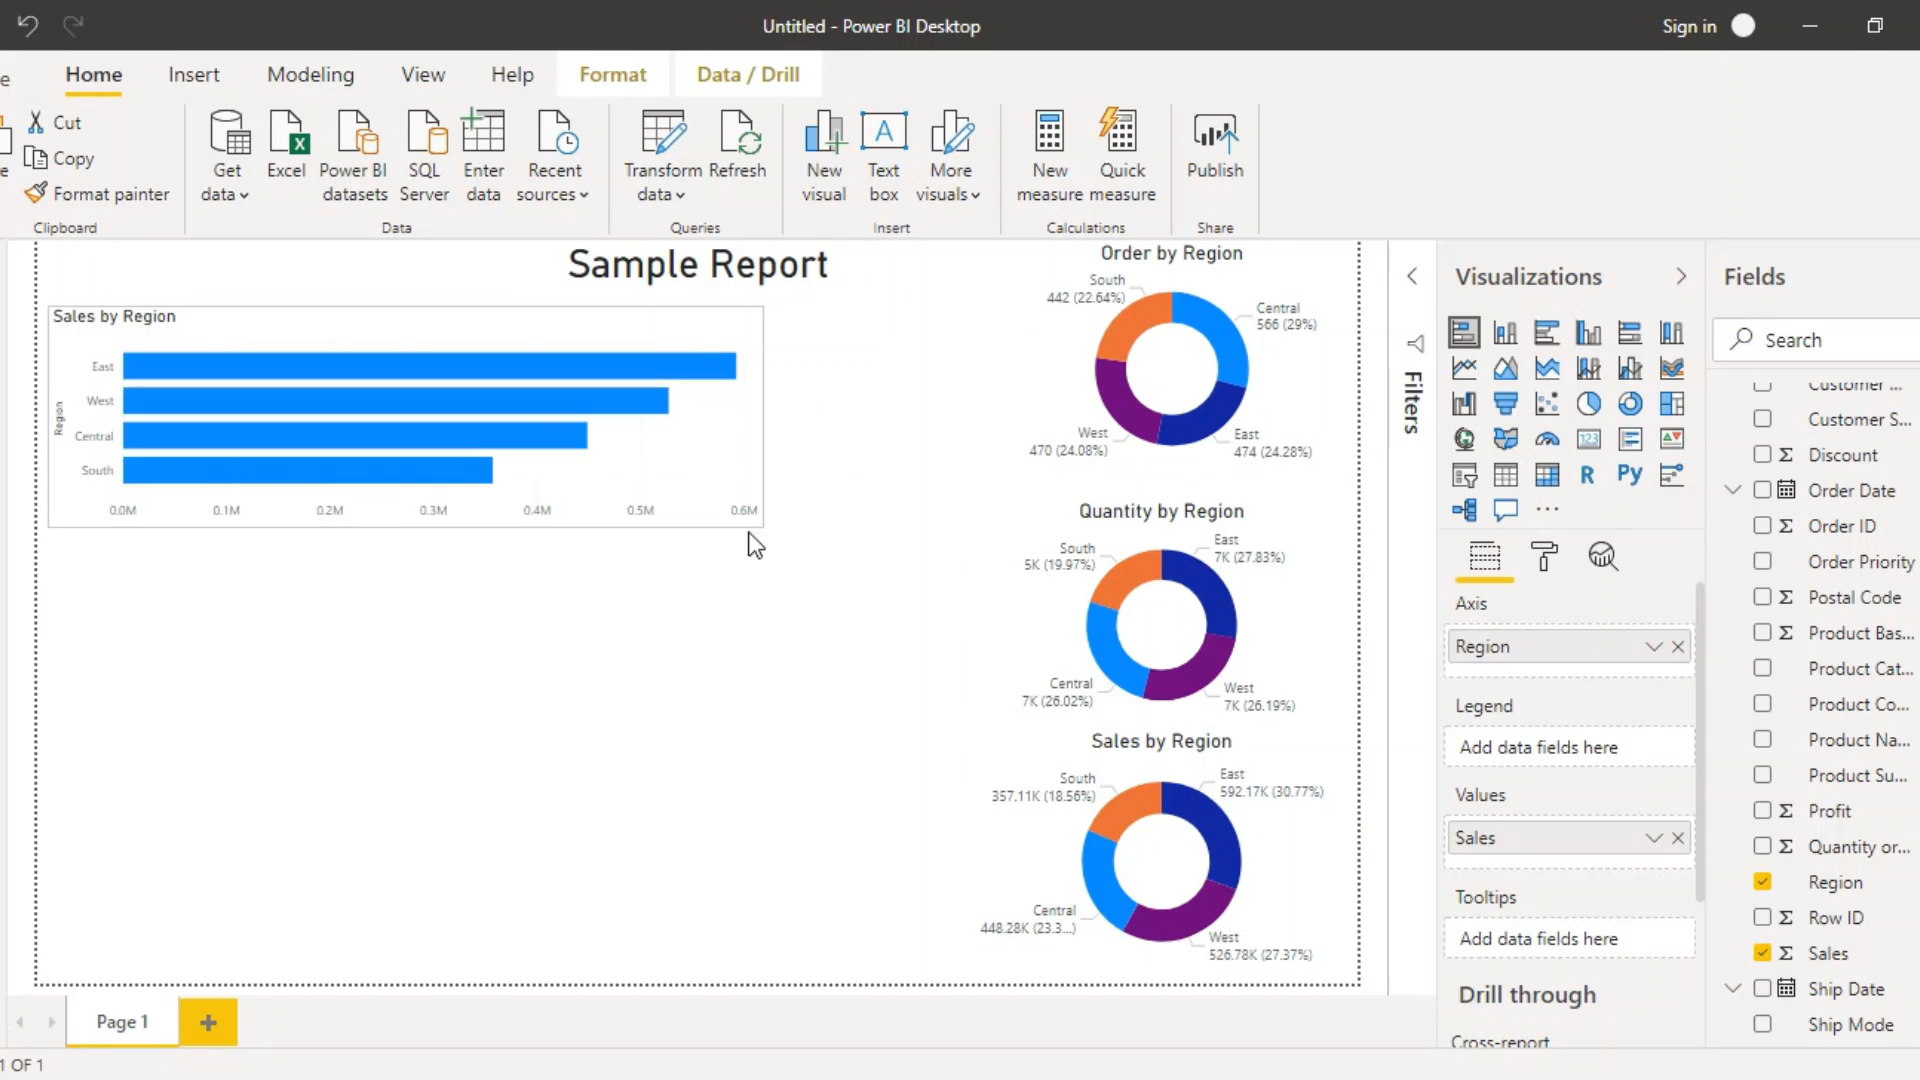 Untitled - Power BI Desktop
Sign in
Home
Insert
Modeling
View
Help
Format
Data / Drill
Cut
Copy
Format painter
Clipboard
Get data
Excel
Power BI datasets
SQL Server
Enter data
Recent sources
Data
Transform data
Refresh
Queries
New visual
Text box
More visuals
Insert
New measure
Quick measure
Calculations
Publish
Share
Sample Report
Sales by Region
Region
East
West
Central
South
0.0M 0.1M 0.2M 0.3M 0.4M 0.5M 0.6M
Order by Region
South
442 (22.64%)
Central
566 (29%)
West
470 (24.08%)
East
474 (24.28%)
Quantity by Region
South
5K (19.97%)
East
7K (27.83%)
Central
7K (26.02%)
West
7K (26.19%)
Sales by Region
South
357.11K (18.56%)
East
592.17K (30.77%)
Central
448.28K (23.3...)
West
526.78K (27.37%)
Filters
Visualizations
123
R
Py
...
Axis
Region
Legend
Add data fields here
Values
Sales
Tooltips
Add data fields here
Drill through
Cross-report
Fields
Search
Customer ...
Customer S...
Σ Discount
Order Date
Σ Order ID
Order Priority
Σ Postal Code
Σ Product Bas...
Product Cat...
Product Co...
Product Na...
Product Su...
Σ Profit
Σ Quantity or...
Region
Σ Row ID
Σ Sales
Ship Date
Ship Mode
Page 1
1 OF 1